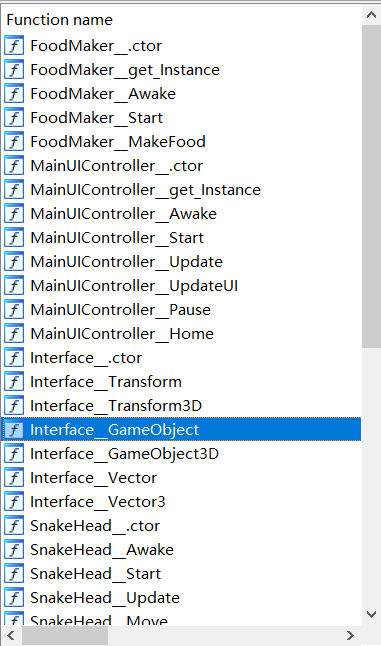 Function name
FoodMaker__.ctor
FoodMaker__get_Instance
FoodMaker__Awake
FoodMaker__Start
FoodMaker__MakeFood
MainUIController__.ctor
MainUIController__get_Instance
MainUIController__Awake
MainUIController__Start
MainUIController__Update
MainUIController__UpdateUI
MainUIController__Pause
MainUIController__Home
Interface__.ctor
Interface__Transform
Interface__Transform3D
Interface__GameObject
Interface__GameObject3D
Interface__Vector
Interface__Vector3
SnakeHead__.ctor
SnakeHead__Awake
SnakeHead__Start
SnakeHead__Update
SnakeHead__Move